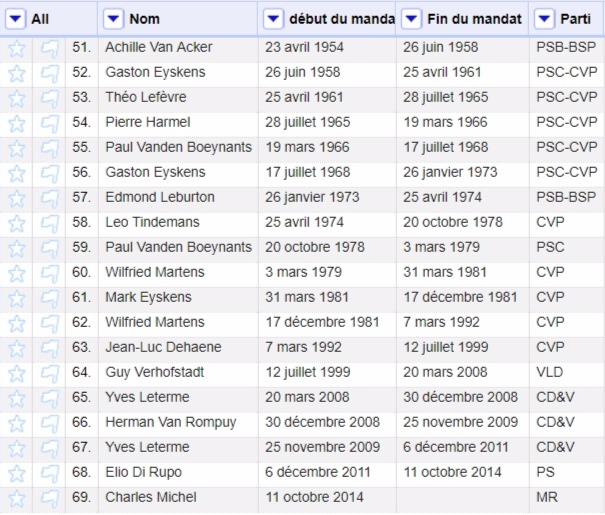 All Nom début du manda Fin du mandat Parti
51. Achille Van Acker 23 avril 1954 26 juin 1958 PSB-BSP
52. Gaston Eyskens 26 juin 1958 25 avril 1961 PSC-CVP
53. Théo Lefèvre 25 avril 1961 28 juillet 1965 PSC-CVP
54. Pierre Harmel 28 juillet 1965 19 mars 1966 PSC-CVP
55. Paul Vanden Boeynants 19 mars 1966 17 juillet 1968 PSC-CVP
56. Gaston Eyskens 17 juillet 1968 26 janvier 1973 PSC-CVP
57. Edmond Leburton 26 janvier 1973 25 avril 1974 PSB-BSP
58. Leo Tindemans 25 avril 1974 20 octobre 1978 CVP
59. Paul Vanden Boeynants 20 octobre 1978 3 mars 1979 PSC
60. Wilfried Martens 3 mars 1979 31 mars 1981 CVP
61. Mark Eyskens 31 mars 1981 17 décembre 1981 CVP
62. Wilfried Martens 17 décembre 1981 7 mars 1992 CVP
63. Jean-Luc Dehaene 7 mars 1992 12 juillet 1999 CVP
64. Guy Verhofstadt 12 juillet 1999 20 mars 2008 VLD
65. Yves Leterme 20 mars 2008 30 décembre 2008 CD&V
66. Herman Van Rompuy 30 décembre 2008 25 novembre 2009 CD&V
67. Yves Leterme 25 novembre 2009 6 décembre 2011 CD&V
68. Elio Di Rupo 6 décembre 2011 11 octobre 2014 PS
69. Charles Michel 11 octobre 2014 MR